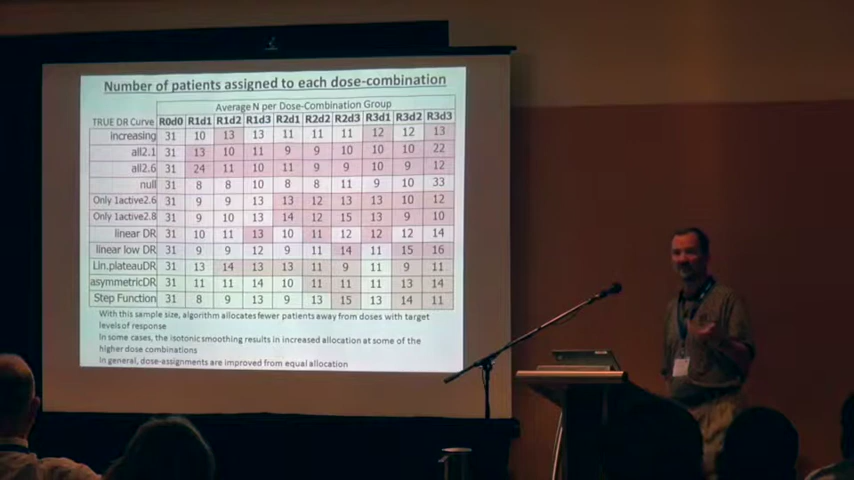 Number of patients assigned to each dose-combination
Average N per Dose-Combination Group
TRUE DR Curve R0d0 R1d1 R1d2 R1d3 R2d1 R2d2 R2d3 R3d1 R3d2 R3d3
increasing 31 10 13 13 11 11 11 12 12 13
all2.1 31 13 10 11 9 9 10 10 10 22
all2.6 31 24 11 10 11 9 9 10 9 12
null 31 8 8 10 8 8 11 9 10 33
Only 1active2.6 31 9 9 13 13 12 13 13 10 12
Only 1active2.8 31 9 10 13 14 12 15 13 9 10
linear DR 31 10 11 13 10 11 12 12 12 14
linear low DR 31 9 9 12 9 11 14 11 15 16
Lin.plateauDR 31 13 14 13 13 11 9 11 9 11
asymmetricDR 31 11 11 14 10 11 11 11 13 14
Step Function 31 8 9 13 9 13 15 13 14 11
With this sample size, algorithm allocates fewer patients away from doses with target
levels of response
In some cases, the isotonic smoothing results in increased allocation at some of the
higher dose combinations
In general, dose-assignments are improved from equal allocation